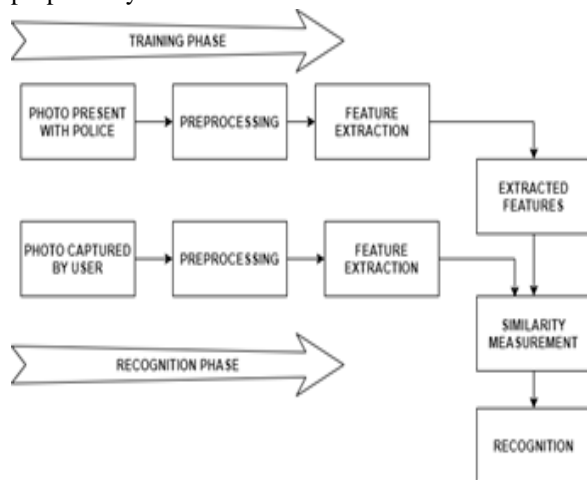 TRAINING PHASE
PHOTO PRESENT
WITH POLICE
PREPROCESSING
FEATURE
EXTRACTION
EXTRACTED
FEATURES
PHOTO CAPTURED
BY USER
PREPROCESSING
FEATURE
EXTRACTION
SIMILARITY
MEASUREMENT
RECOGNITION PHASE
RECOGNITION